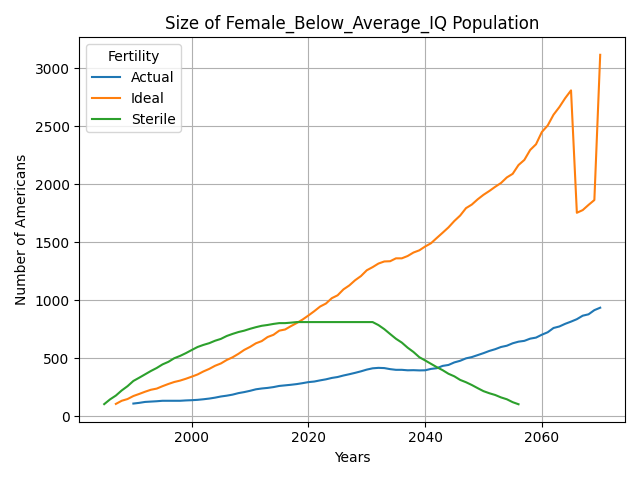 Size of Female_Below_Average_IQ Population
Fertility
Actual
Ideal
Sterile
Number of Americans
3000
2500
2000
1500
1000
500
0
2000 2020 2040 2060
Years